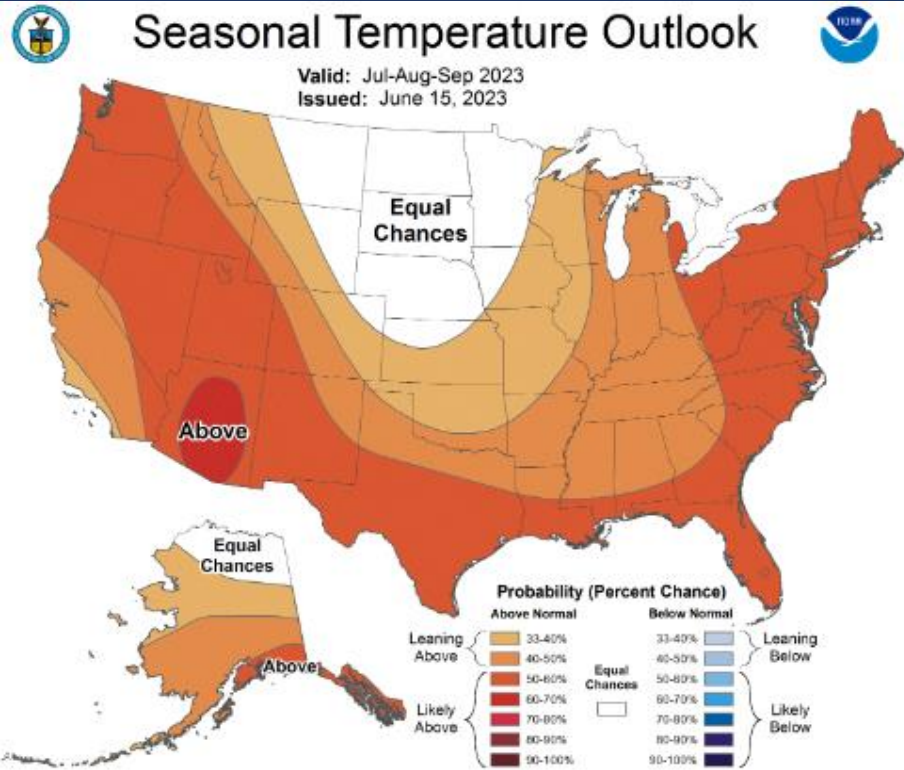 NOAA
Seasonal Temperature Outlook
Valid: Jul-Aug-Sep 2023
Issued: June 15, 2023
Equal
Chances
Above
Equal
Chances
Above
Probability (Percent Chance)
Above Normal
Below Normal
Leaning
Above
33-40%
40-50%
Likely
Above
50-60%
60-70%
70-80%
80-90%
90-100%
Equal
Chances
33-40%
40-50%
Leaning
Below
50-60%
60-70%
70-80%
80-90%
90-100%
Likely
Below